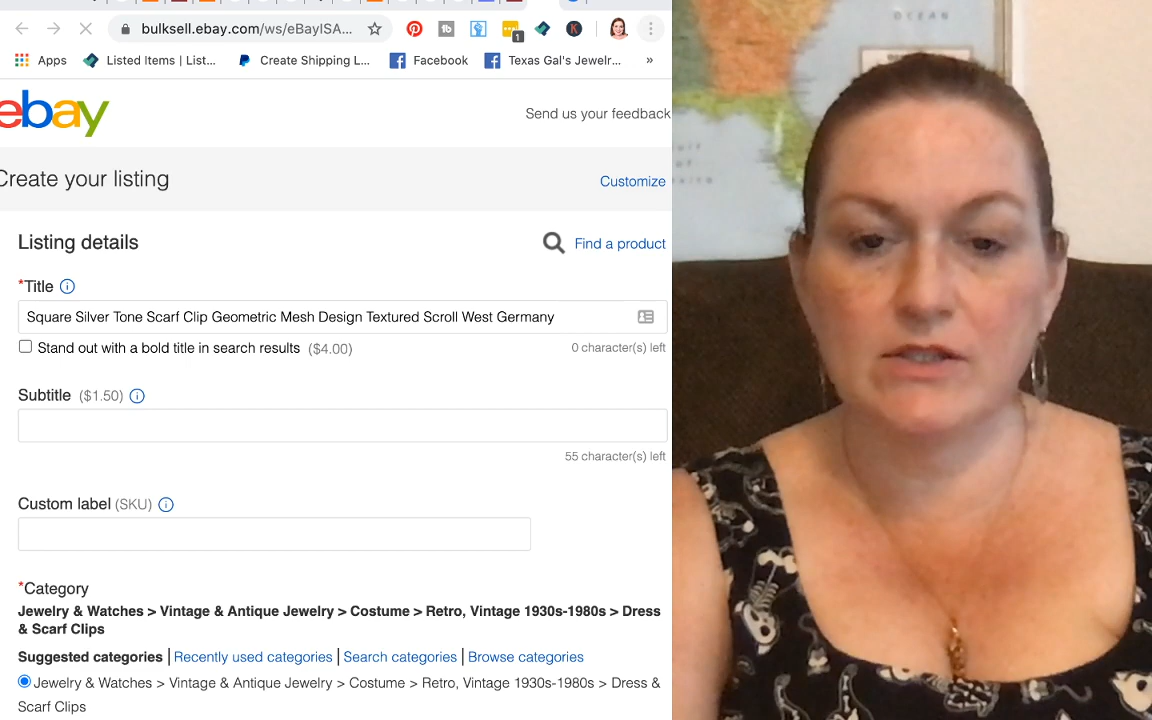 bulksell.ebay.com/ws/eBayISA...
1
K
Apps
Listed Items | List...
Create Shipping L...
Facebook
Texas Gal's Jewelr...
»
ebay
Send us your feedback
Create your listing
Customize
Listing details
Find a product
*Title
Square Silver Tone Scarf Clip Geometric Mesh Design Textured Scroll West Germany
Stand out with a bold title in search results ($4.00)
0 character(s) left
Subtitle ($1.50)
55 character(s) left
Custom label (SKU)
*Category
Jewelry & Watches > Vintage & Antique Jewelry > Costume > Retro, Vintage 1930s-1980s > Dress
& Scarf Clips
Suggested categories | Recently used categories | Search categories | Browse categories
Jewelry & Watches > Vintage & Antique Jewelry > Costume > Retro, Vintage 1930s-1980s > Dress &
Scarf Clips
OCEAN